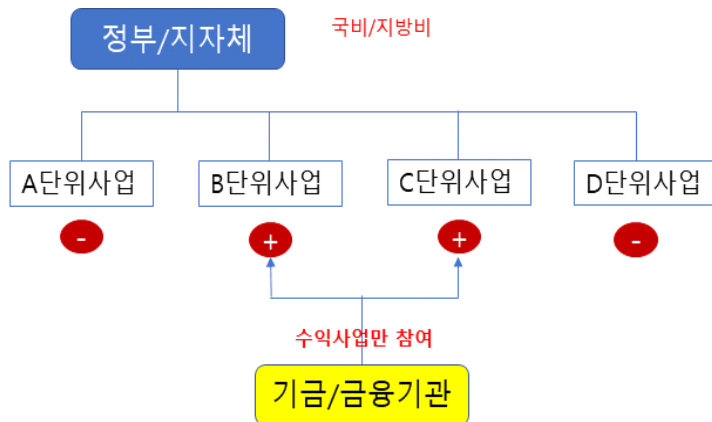 정부/지자체
국비/지방비
A단위사업
B단위사업
C단위사업
D단위사업
-
+
+
-
수익사업만 참여
기금/금융기관